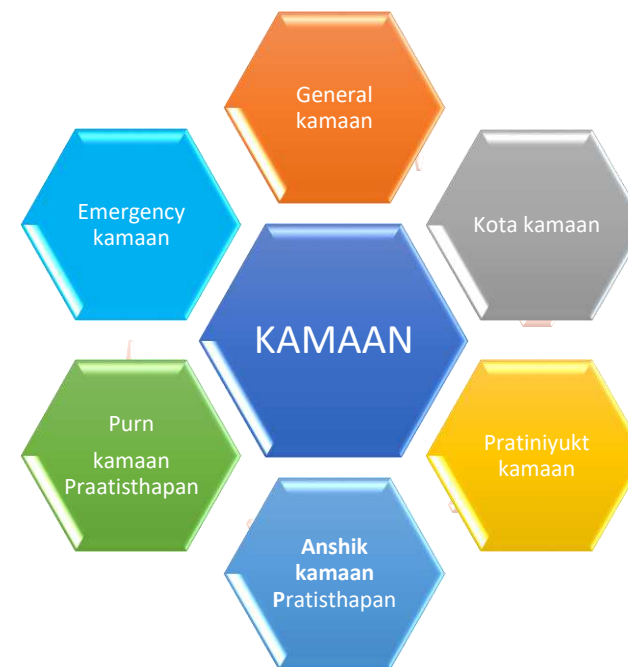 General
kamaan
Emergency
kamaan
Kota kamaan
KAMAAN
Purn
kamaan
Praatisthapan
Pratiniyukt
kamaan
Anshik
kamaan
Pratisthapan